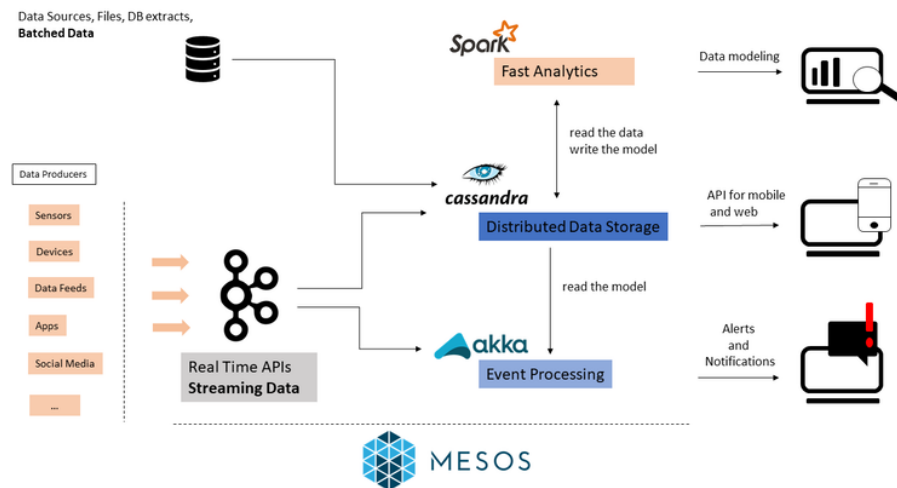 Data Sources, Files, DB extracts,
Batched Data
Spark
Fast Analytics
Data modeling
read the data
write the model
Data Producers
Sensors
Devices
Data Feeds
Apps
Social Media
...
cassandra
Distributed Data Storage
API for mobile
and web
read the model
Real Time APIs
Streaming Data
akka
Event Processing
Alerts
and
Notifications
MESOS